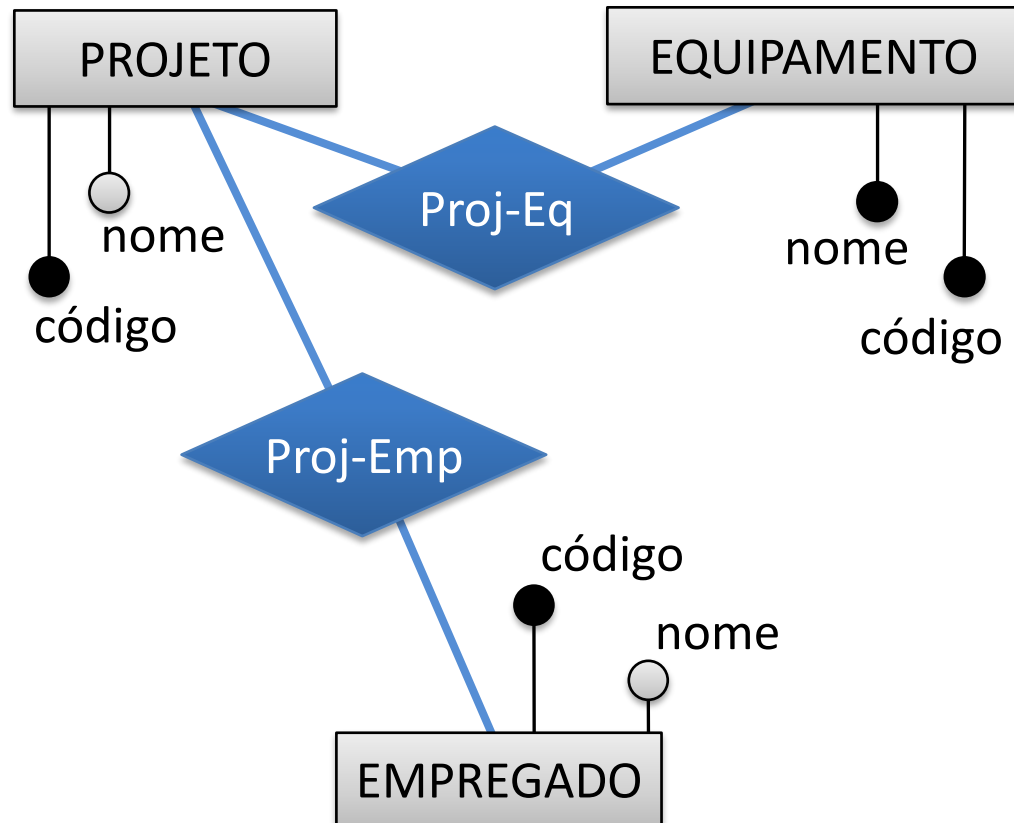 PROJETO
EQUIPAMENTO
Proj-Eq
nome
nome
código
código
Proj-Emp
código
nome
EMPREGADO